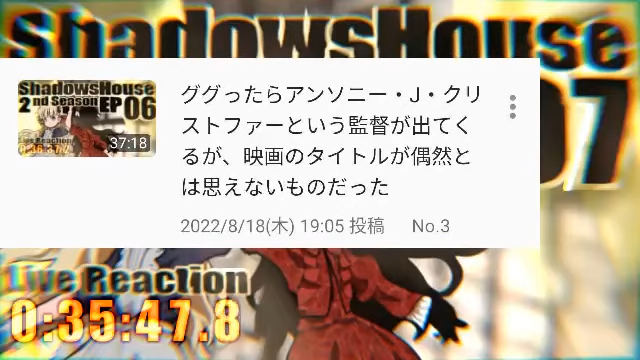 ShadowsHouse
07
ShadowsHouse
2nd Season EP 06
Live Reaction
37:18
ググったらアンソニー・J・クリ
ストファーという監督が出てく
るが、映画のタイトルが偶然と
は思えないものだった
2022/8/18(木) 19:05 投稿 No.3
Live Reaction
0:35:47.8